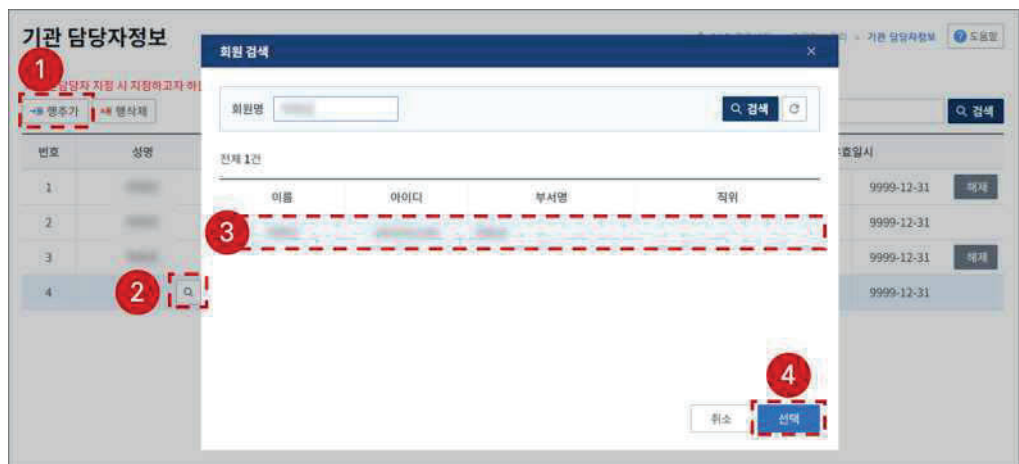 기관 담당자정보
기관 담당자정보
도움말
회원 검색
1
담당자 지정 시 지정하고자 하는
행추가
행삭제
회원명
검색
검색
전체 1건
번호
성명
이름
아이디
부서명
직위
효일시
1
9999-12-31
해제
2
9999-12-31
3
3
9999-12-31
해제
4
2
9999-12-31
4
취소
선택